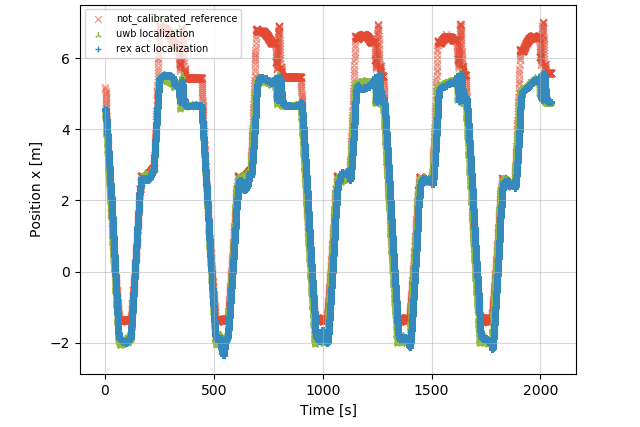 not_calibrated_reference
uwb localization
rex act localization
6
4
2
0
−2
Position x [m]
0 500 1000 1500 2000
Time [s]